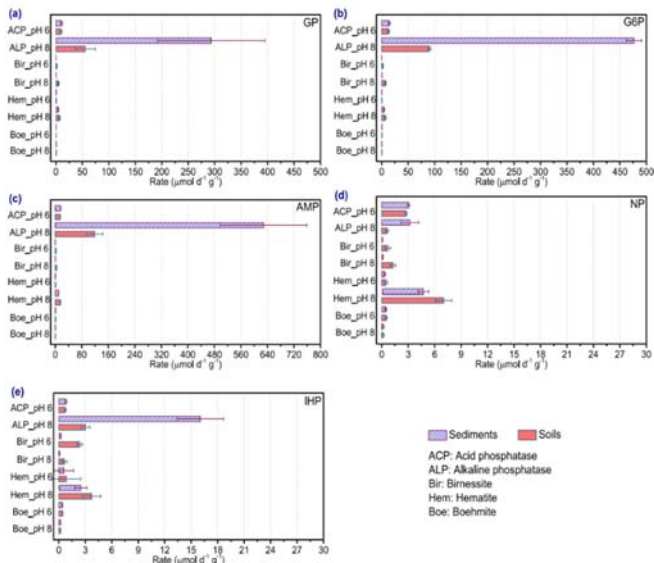 (a)
GP
ACP_pH 6
ALP_pH 8
Bir_pH 6
Bir_pH 8
Hem_pH 6
Hem_pH 8
Boe_pH 6
Boe_pH 8
0 50 100 150 200 250 300 350 400 450 500
Rate (μmol d⁻¹ g⁻¹)
(b)
G6P
ACP_pH 6
ALP_pH 8
Bir_pH 6
Bir_pH 8
Hem_pH 6
Hem_pH 8
Boe_pH 6
Boe_pH 8
0 50 100 150 200 250 300 350 400 450 500
Rate (μmol d⁻¹ g⁻¹)
(c)
AMP
ACP_pH 6
ALP_pH 8
Bir_pH 6
Bir_pH 8
Hem_pH 6
Hem_pH 8
Boe_pH 6
Boe_pH 8
0 80 160 240 320 400 480 560 640 720 800
Rate (μmol d⁻¹ g⁻¹)
(d)
NP
ACP_pH 6
ALP_pH 8
Bir_pH 6
Bir_pH 8
Hem_pH 6
Hem_pH 8
Boe_pH 6
Boe_pH 8
0 3 6 9 12 15 18 21 24 27 30
Rate (μmol d⁻¹ g⁻¹)
(e)
IHP
ACP_pH 6
ALP_pH 8
Bir_pH 6
Bir_pH 8
Hem_pH 6
Hem_pH 8
Boe_pH 6
Boe_pH 8
0 3 6 9 12 15 18 21 24 27 30
Rate (μmol d⁻¹ g⁻¹)
Sediments Soils
ACP: Acid phosphatase
ALP: Alkaline phosphatase
Bir: Birnessite
Hem: Hematite
Boe: Boehmite